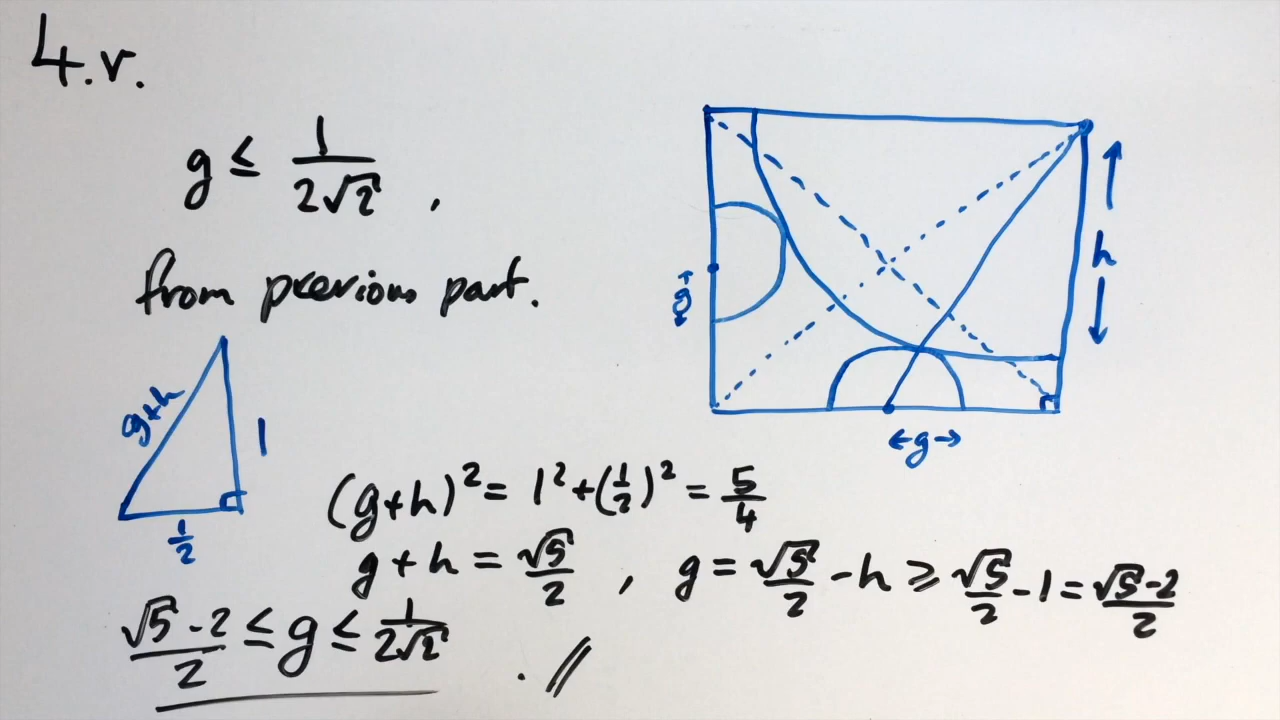 4.v.
g ≤ 1/(2√2) ,
from previous part.
g+h
1
1/2
h
g
←g→
(g+h)² = 1² + (1/2)² = 5/4
g + h = √5/2 , g = √5/2 - h ⩾ √5/2 - 1 = (√5-2)/2
(√5-2)/2 ≤ g ≤ 1/(2√2) . //